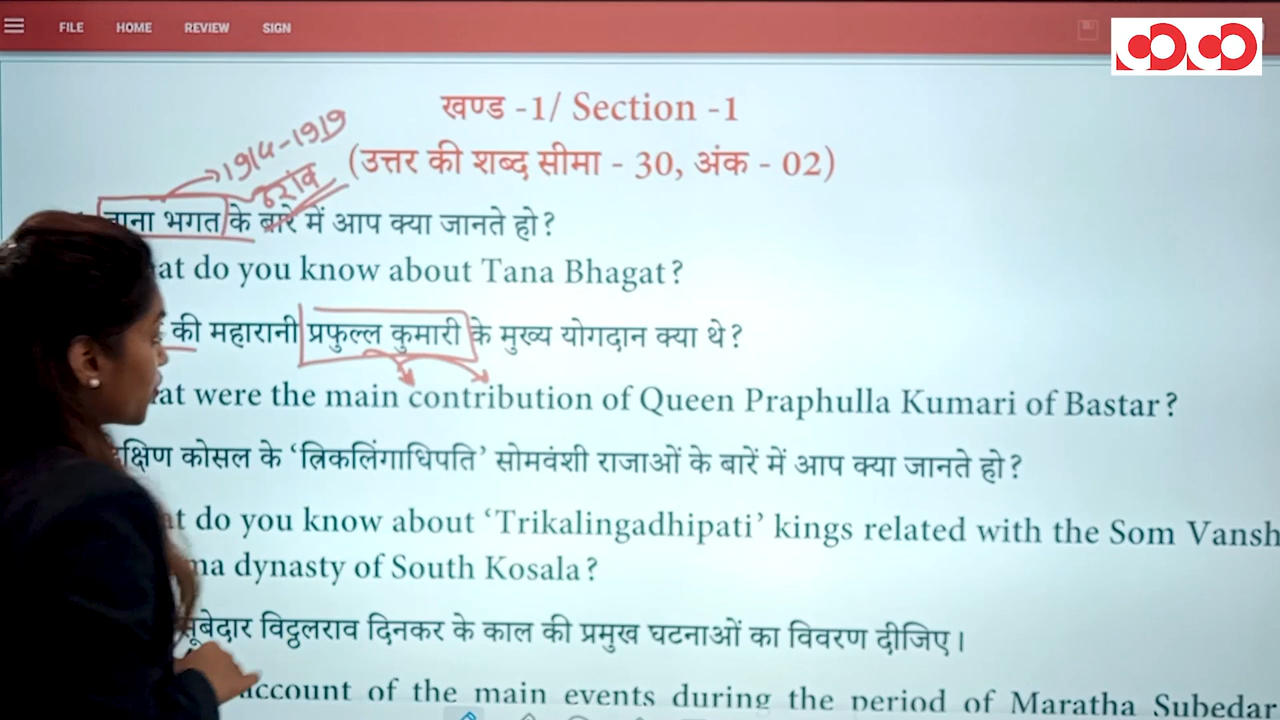 FILE HOME REVIEW SIGN
खण्ड -1/ Section -1
1914-1919
(उत्तर की शब्द सीमा - 30, अंक - 02)
उराव
ताना भगत के बारे में आप क्या जानते हो?
at do you know about Tana Bhagat?
की महारानी प्रफुल्ल कुमारी के मुख्य योगदान क्या थे?
at were the main contribution of Queen Praphulla Kumari of Bastar?
दक्षिण कोसल के ‘त्रिकलिंगाधिपति’ सोमवंशी राजाओं के बारें में आप क्या जानते हो?
at do you know about ‘Trikalingadhipati’ kings related with the Som Vansh
ma dynasty of South Kosala?
सूबेदार विट्ठलराव दिनकर के काल की प्रमुख घटनाओं का विवरण दीजिए।
account of the main events during the period of Maratha Subedar